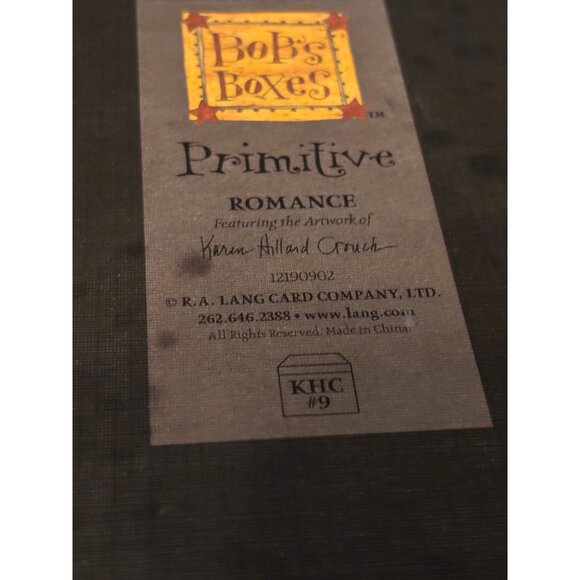 BOB'S
BOXES
TM
Primitive
ROMANCE
Featuring the Artwork of
Karen Hillard Crouch
12190902
© R.A. LANG CARD COMPANY, LTD.
262.646.2388 • www.lang.com
All Rights Reserved. Made in China.
KHC
#9